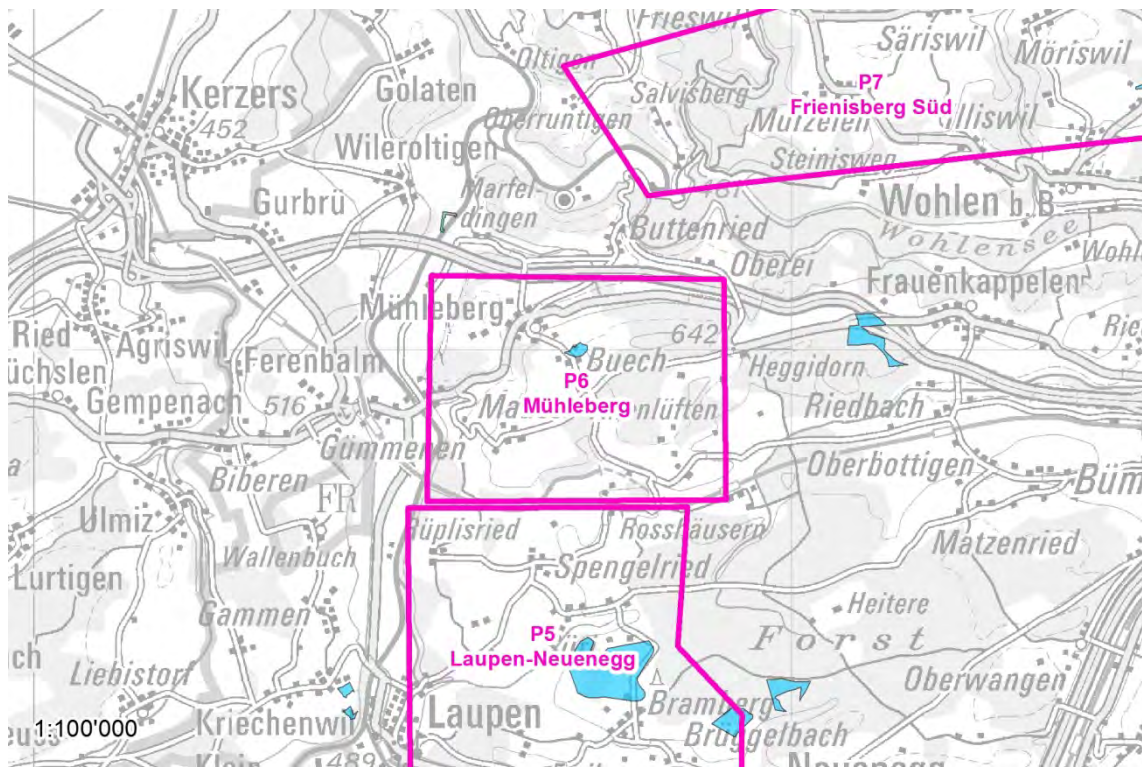 Frieswil
Oltigen
Säriswil
Möriswil
P7
Frienisberg Süd
Kerzers
452
Golaten
Salvisberg
Oberruntigen
Murzelen
Wileroltigen
Steinisweg
Marfel-
dingen
Gurbrü
Wohlen b.B
Buttenried
Wohlensee
Oberei
Frauenkappelen
Mühleberg
642
Ried
Agriswil
Ferenbalm
Buech
Heggidorn
P6
Mühleberg
Gempenach
516
Riedbach
Gümmenen
Oberbottigen
Biberen
FR
Ulmiz
Rüplisried
Rosshäusern
Matzenried
Wallenbuch
Spengelried
Lurtigen
Gammen
Heitere
P5
Laupen-Neuenegg
Forst
Liebistorf
Oberwangen
Bramberg
Kriechenwil
Laupen
Brüggelbach
1:100'000
Neuenegg
Klein
489